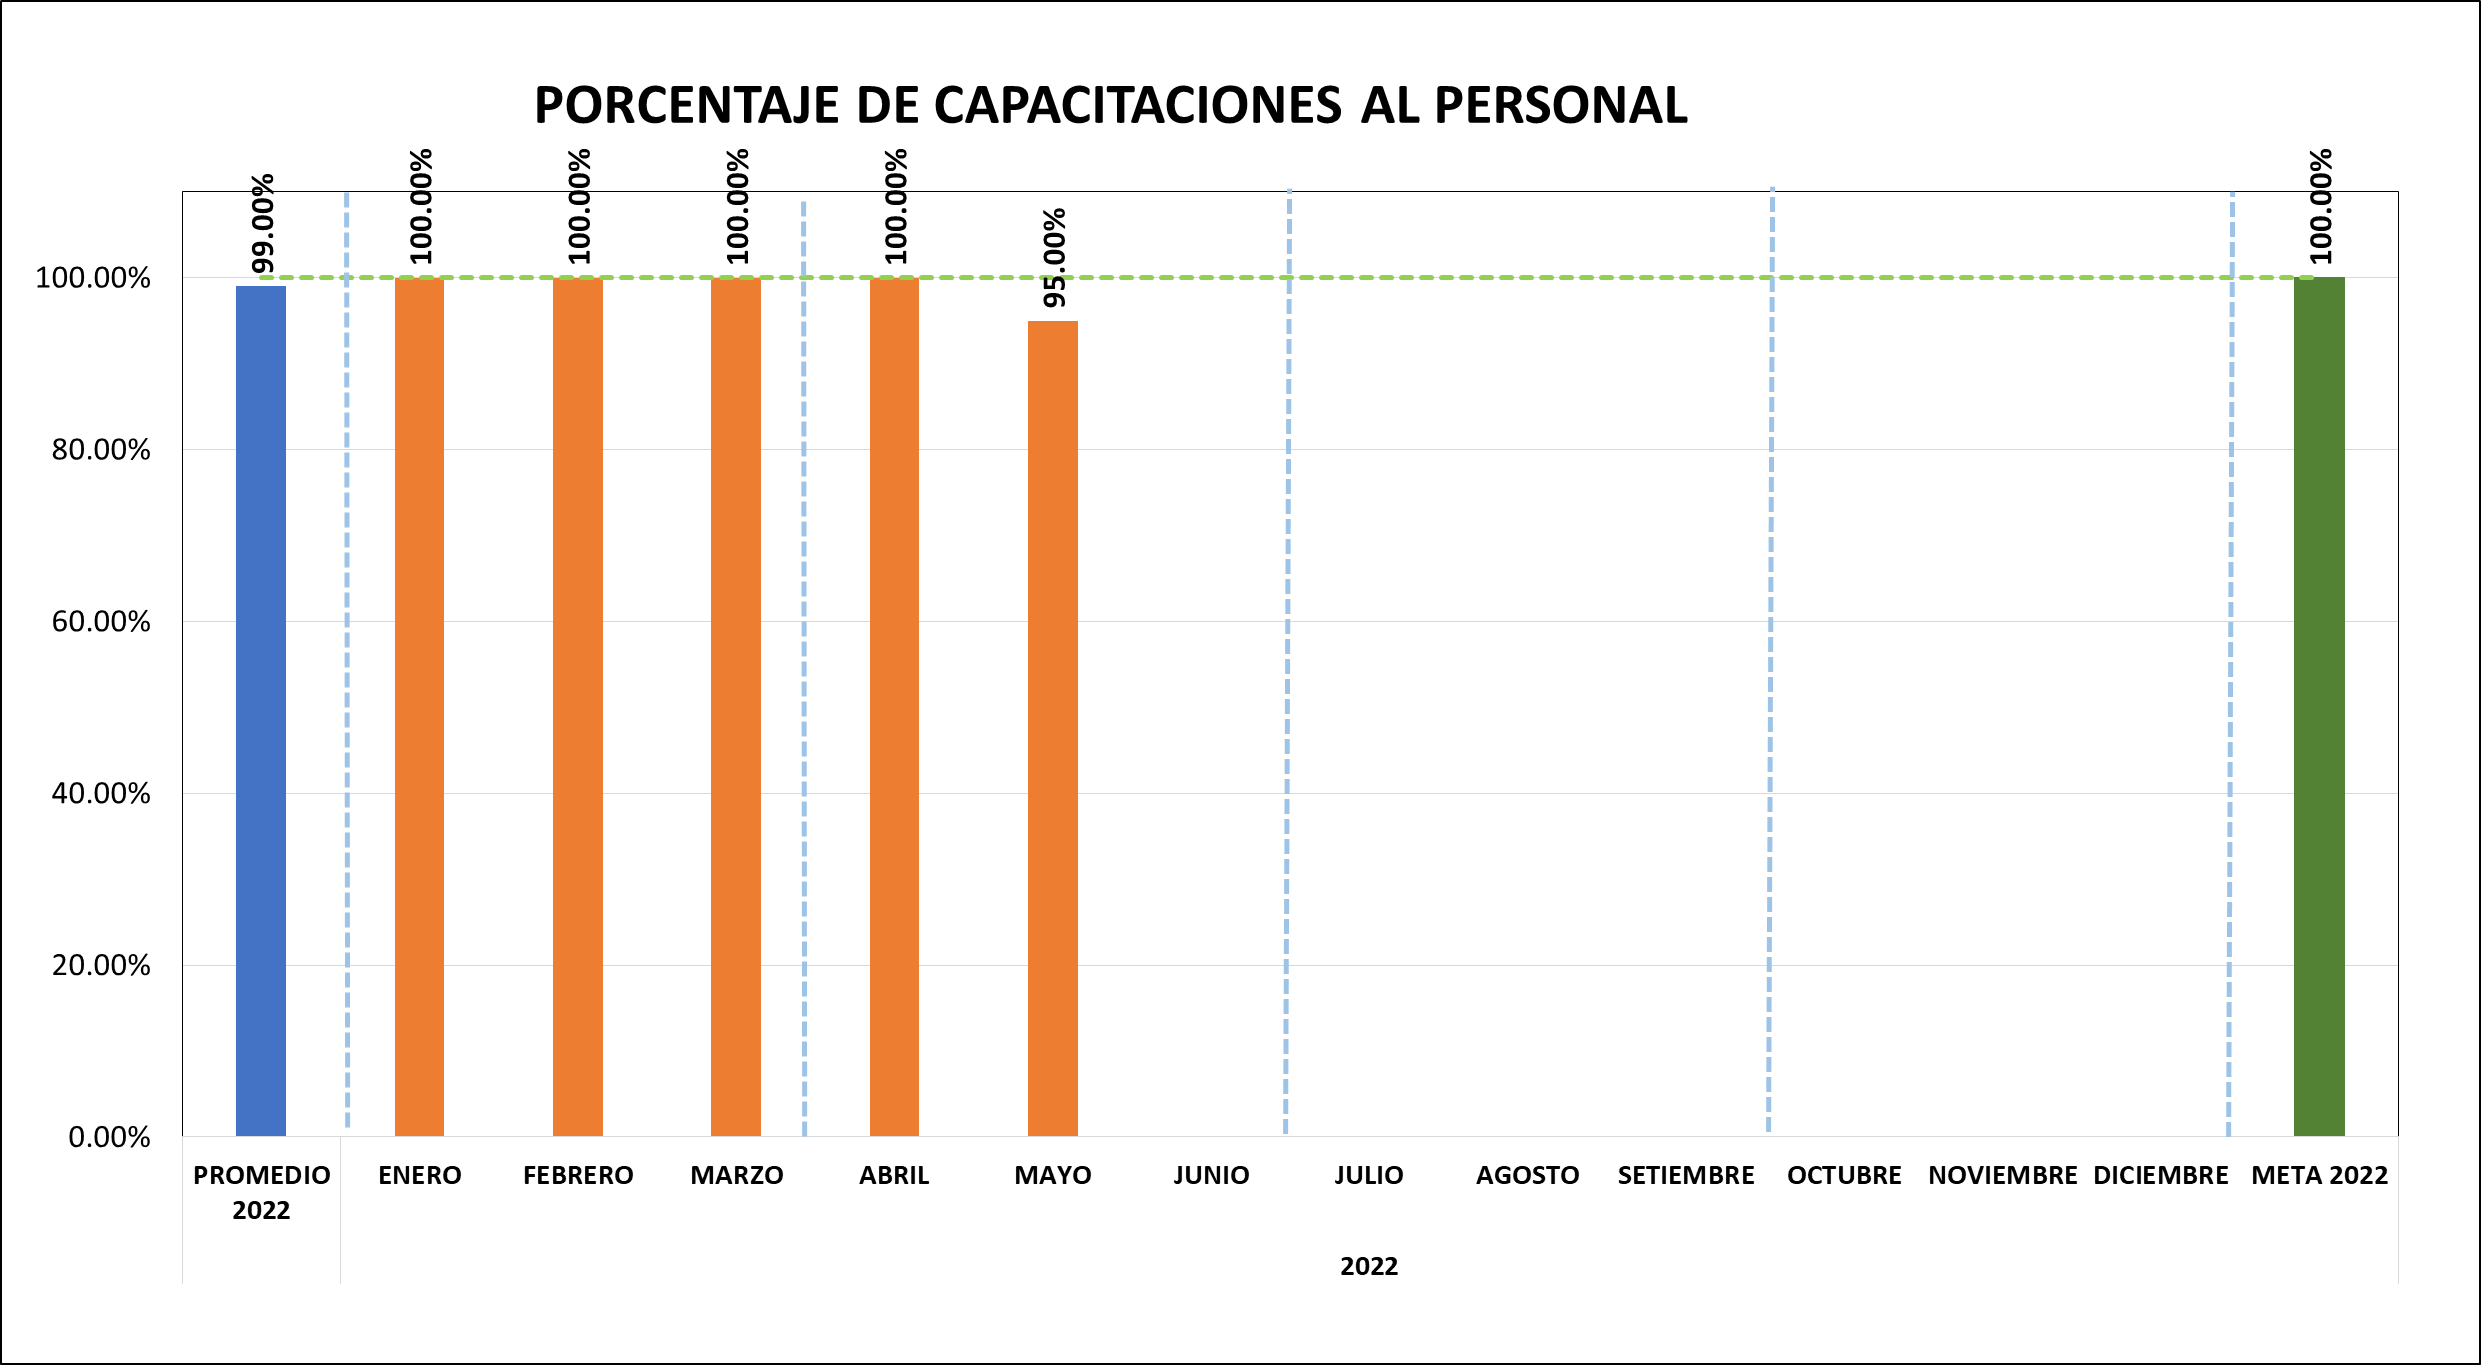 PORCENTAJE DE CAPACITACIONES AL PERSONAL
99.00%
100.00%
100.00%
100.00%
100.00%
95.00%
100.00%
100.00%
80.00%
60.00%
40.00%
20.00%
0.00%
PROMEDIO 2022
ENERO
FEBRERO
MARZO
ABRIL
MAYO
JUNIO
JULIO
AGOSTO
SETIEMBRE
OCTUBRE
NOVIEMBRE
DICIEMBRE
META 2022
2022